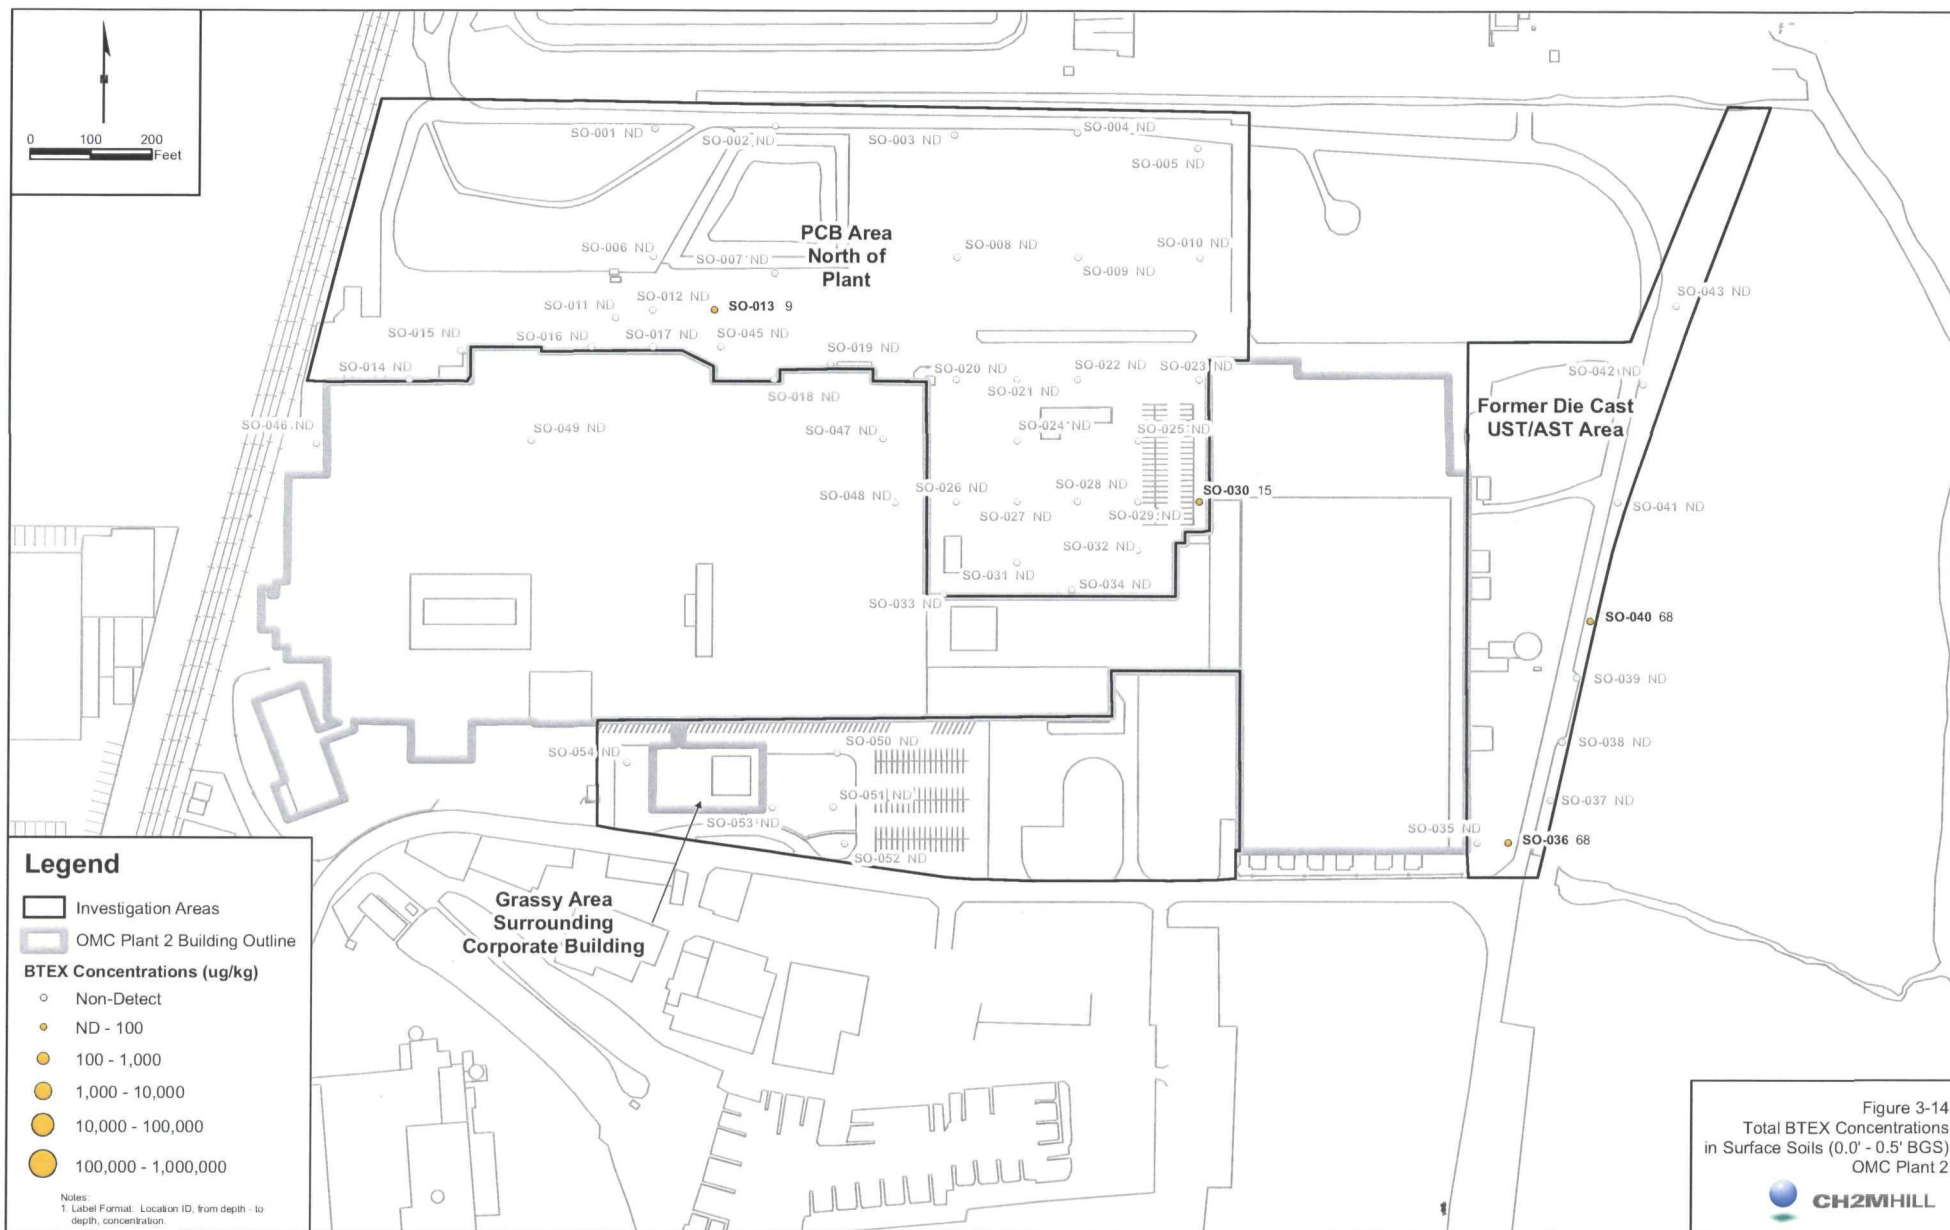 0 100 200
Feet
SO-001 ND
SO-002 ND
SO-003 ND
SO-004 ND
SO-005 ND
PCB Area
North of
Plant
SO-006 ND
SO-007 ND
SO-008 ND
SO-009 ND
SO-010 ND
SO-011 ND
SO-012 ND
SO-013 9
SO-015 ND
SO-016 ND
SO-017 ND
SO-045 ND
SO-014 ND
SO-019 ND
SO-018 ND
SO-020 ND
SO-021 ND
SO-022 ND
SO-023 ND
SO-043 ND
SO-042 ND
Former Die Cast
UST/AST Area
SO-046 ND
SO-049 ND
SO-047 ND
SO-024 ND
SO-025 ND
SO-048 ND
SO-026 ND
SO-027 ND
SO-028 ND
SO-029 ND
SO-030 15
SO-041 ND
SO-032 ND
SO-031 ND
SO-034 ND
SO-033 ND
SO-040 68
SO-039 ND
SO-038 ND
SO-037 ND
SO-035 ND
SO-036 68
SO-054 ND
SO-050 ND
SO-051 ND
SO-053 ND
SO-052 ND
Grassy Area
Surrounding
Corporate Building
Legend
Investigation Areas
OMC Plant 2 Building Outline
BTEX Concentrations (ug/kg)
Non-Detect
ND - 100
100 - 1,000
1,000 - 10,000
10,000 - 100,000
100,000 - 1,000,000
Notes:
1. Label Format: Location ID, from depth - to
depth, concentration.
Figure 3-14
Total BTEX Concentrations
in Surface Soils (0.0' - 0.5' BGS)
OMC Plant 2
CH2MHILL